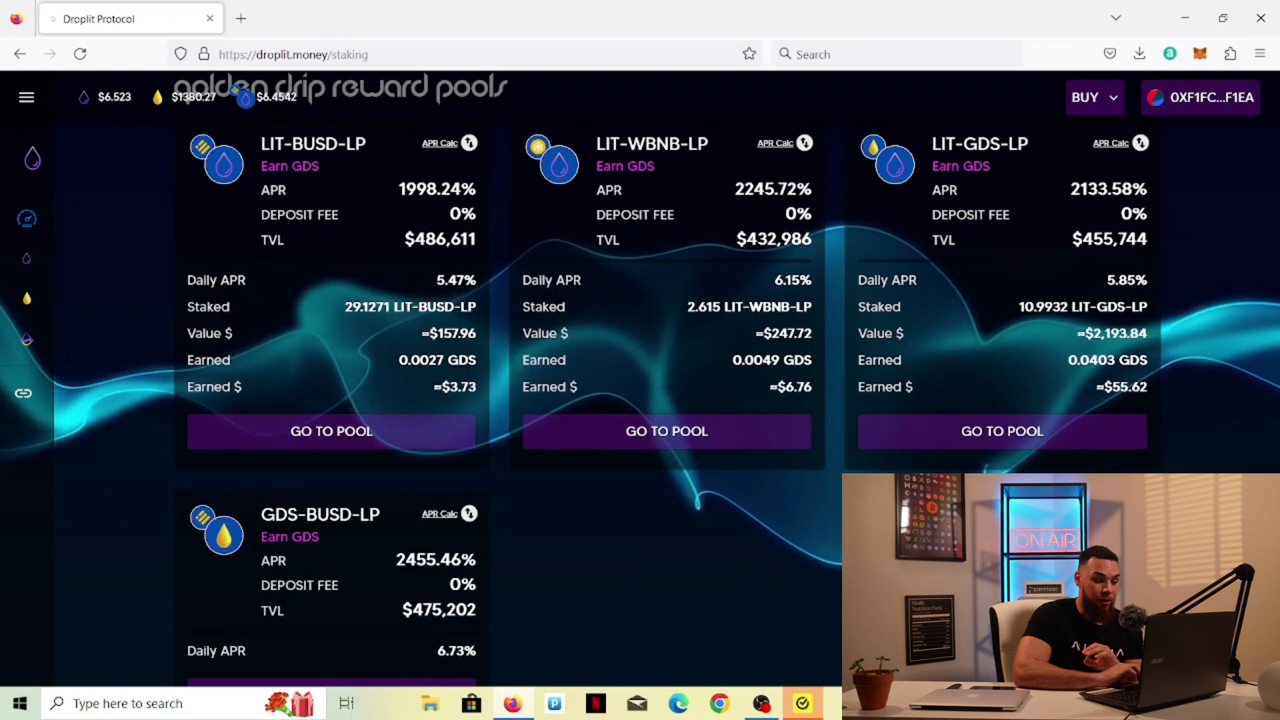 Droplit Protocol
https://droplit.money/staking
Search
golden drip reward pools
$6.523
$1380.27
$6.4542
BUY
0XF1FC...F1EA
LIT-BUSD-LP
APR Calc
Earn GDS
APR
1998.24%
DEPOSIT FEE
0%
TVL
$486,611
Daily APR
5.47%
Staked
29.1271 LIT-BUSD-LP
Value $
≈$157.96
Earned
0.0027 GDS
Earned $
≈$3.73
GO TO POOL
LIT-WBNB-LP
APR Calc
Earn GDS
APR
2245.72%
DEPOSIT FEE
0%
TVL
$432,986
Daily APR
6.15%
Staked
2.615 LIT-WBNB-LP
Value $
≈$247.72
Earned
0.0049 GDS
Earned $
≈$6.76
GO TO POOL
LIT-GDS-LP
APR Calc
Earn GDS
APR
2133.58%
DEPOSIT FEE
0%
TVL
$455,744
Daily APR
5.85%
Staked
10.9932 LIT-GDS-LP
Value $
≈$2,193.84
Earned
0.0403 GDS
Earned $
≈$55.62
GO TO POOL
GDS-BUSD-LP
APR Calc
Earn GDS
APR
2455.46%
DEPOSIT FEE
0%
TVL
$475,202
Daily APR
6.73%
ON AIR
Nutrition Facts
acer
Type here to search